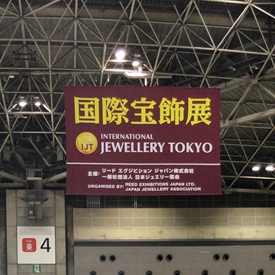 国際宝飾展
IJT
INTERNATIONAL
JEWELLERY TOKYO
主催: リード エグジビション ジャパン株式会社
一般社団法人 日本ジュエリー協会
ORGANISED BY: REED EXHIBITIONS JAPAN LTD.
JAPAN JEWELLERY ASSOCIATION
4